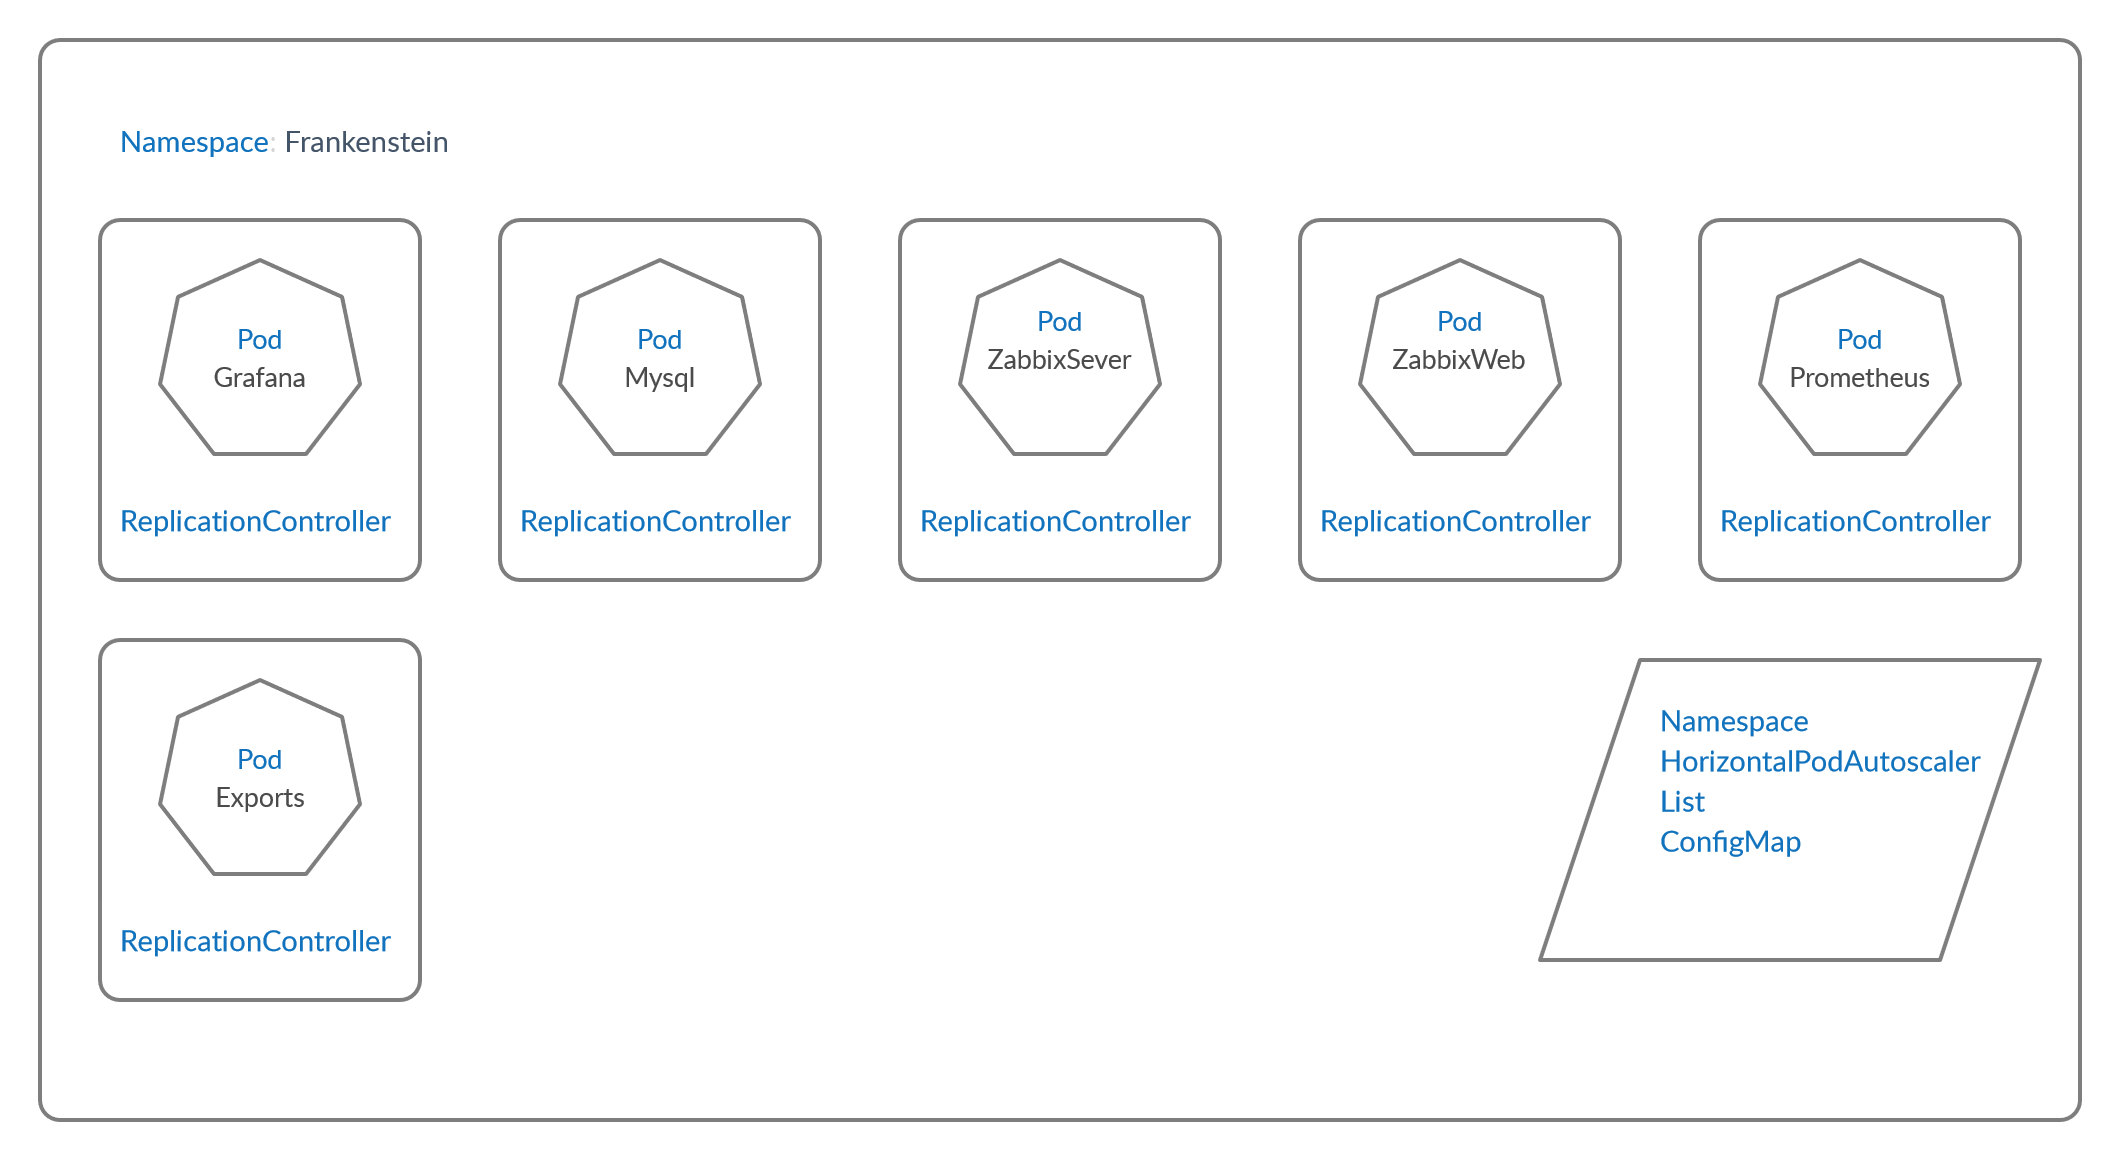 Namespace: Frankenstein
Pod
Grafana
ReplicationController
Pod
Mysql
ReplicationController
Pod
ZabbixSever
ReplicationController
Pod
ZabbixWeb
ReplicationController
Pod
Prometheus
ReplicationController
Pod
Exports
ReplicationController
Namespace
HorizontalPodAutoscaler
List
ConfigMap